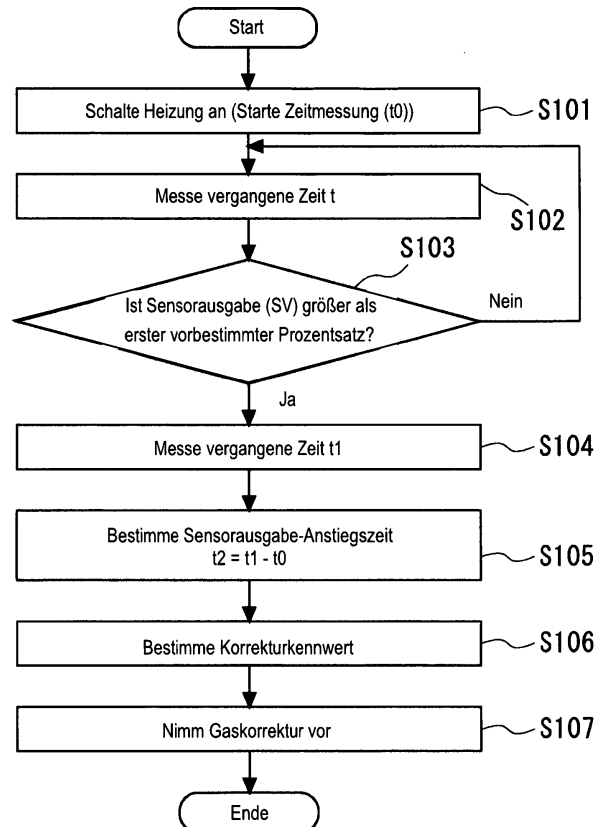 Start
Schalte Heizung an (Starte Zeitmessung (t0))
S101
Messe vergangene Zeit t
S102
S103
Ist Sensorausgabe (SV) größer als
erster vorbestimmter Prozentsatz?
Nein
Ja
Messe vergangene Zeit t1
S104
Bestimme Sensorausgabe-Anstiegszeit
t2 = t1 - t0
S105
Bestimme Korrekturkennwert
S106
Nimm Gaskorrektur vor
S107
Ende